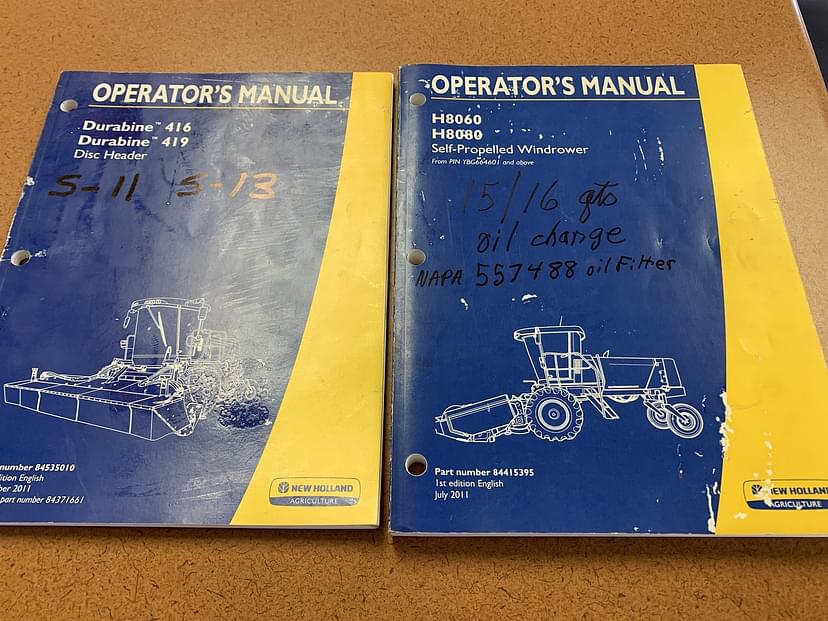 OPERATOR'S MANUAL
Durabine™ 416
Durabine™ 419
Disc Header
S-11 S-13
number 84535010
ition English
ber 2011
part number 84371661
NEW HOLLAND
AGRICULTURE
OPERATOR'S MANUAL
H8060
H8080
Self-Propelled Windrower
From PIN YBG664601 and above
15/16 qts
oil change
NAPA 557488 oil Filter
Part number 84415395
1st edition English
July 2011
NEW HOLLAND
AGRICULTURE